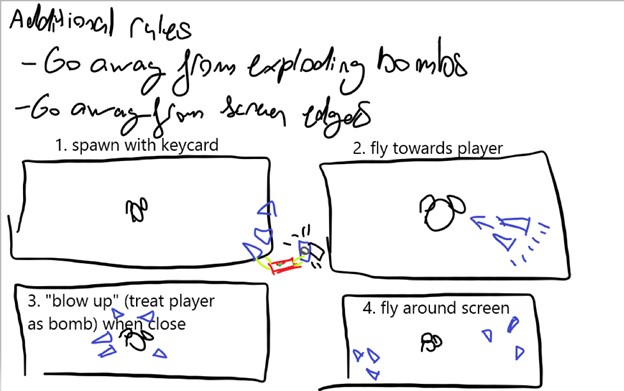 Additional rules
- Go away from exploding bombs
- Go away from screen edges
1. spawn with keycard
2. fly towards player
3. "blow up" (treat player
as bomb) when close
4. fly around screen